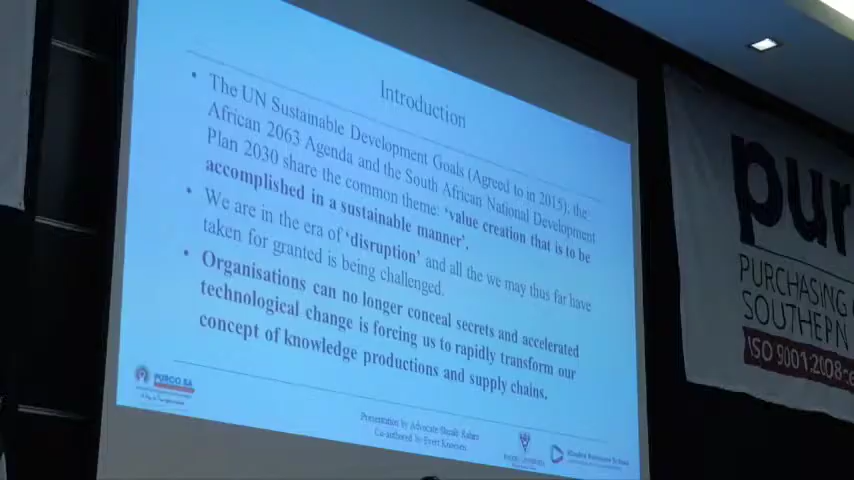 Introduction
• The UN Sustainable Development Goals (Agreed to in 2015); the
African 2063 Agenda and the South African National Development
Plan 2030 share the common theme: ‘value creation that is to be
accomplished in a sustainable manner’.
• We are in the era of ‘disruption’ and all the we may thus far have
taken for granted is being challenged.
• Organisations can no longer conceal secrets and accelerated
technological change is forcing us to rapidly transform our
concept of knowledge productions and supply chains.
PURCO SA
Presentation by Advocate
Co-authored by Evert
pur
PURCHASING
SOUTHERN
ISO 9001:2008